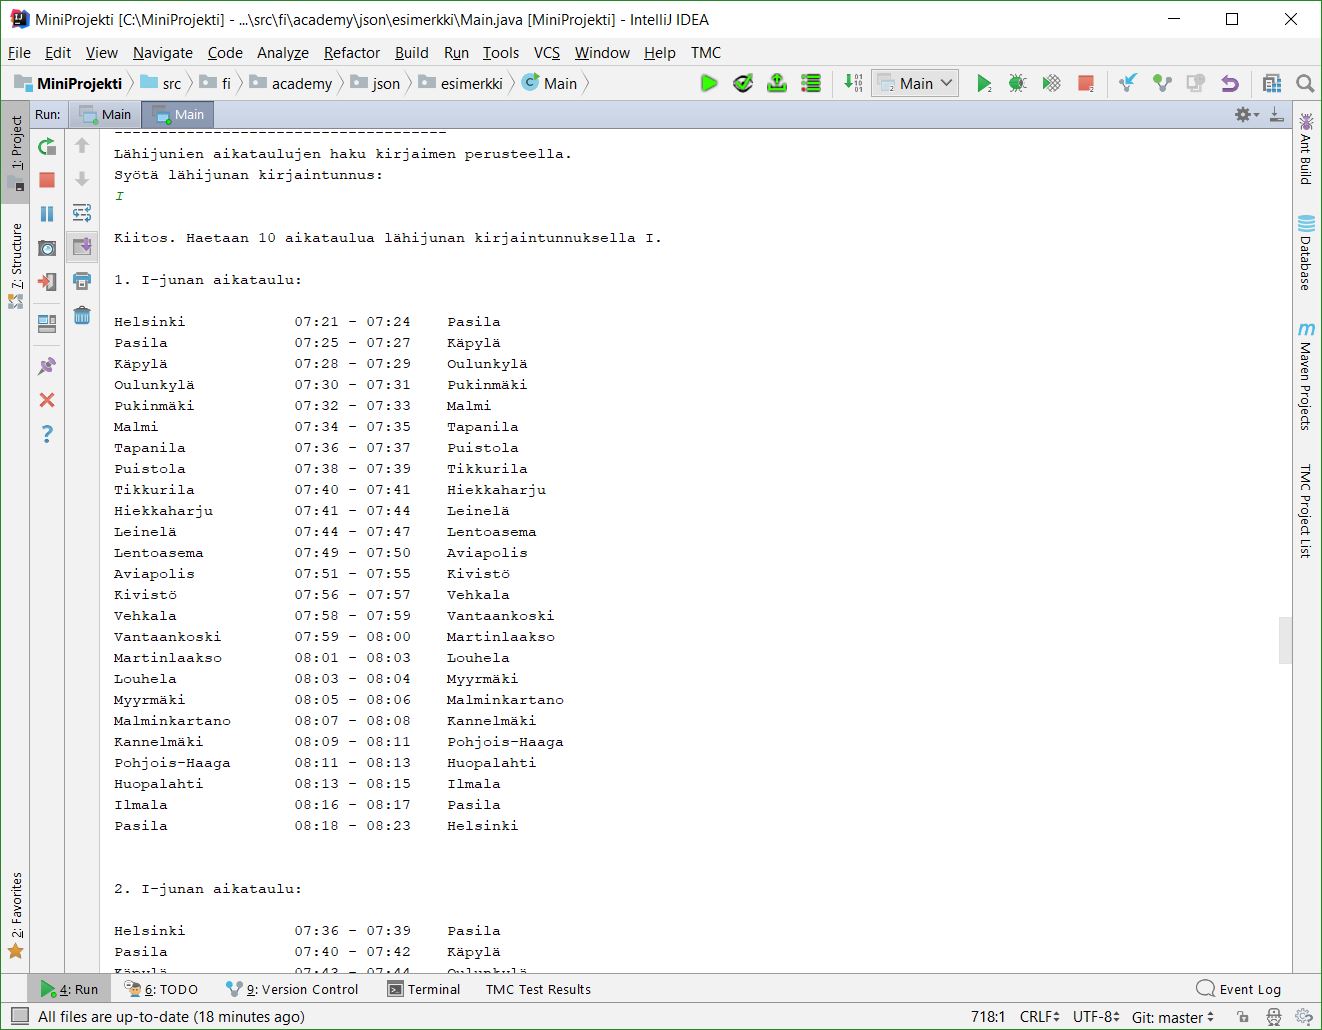 MiniProjekti [C:\MiniProjekti] - ...\src\fi\academy\json\esimerkki\Main.java [MiniProjekti] - IntelliJ IDEA
File Edit View Navigate Code Analyze Refactor Build Run Tools VCS Window Help TMC
MiniProjekti src fi academy json esimerkki Main Main
Run: Main Main
1: Project
7: Structure
2: Favorites
Ant Build
Database
Maven Projects
TMC Project List
-------------------------------------
Lähijunien aikataulujen haku kirjaimen perusteella.
Syötä lähijunan kirjaintunnus:
I
Kiitos. Haetaan 10 aikataulua lähijunan kirjaintunnuksella I.
1. I-junan aikataulu:
Helsinki 07:21 - 07:24 Pasila
Pasila 07:25 - 07:27 Käpylä
Käpylä 07:28 - 07:29 Oulunkylä
Oulunkylä 07:30 - 07:31 Pukinmäki
Pukinmäki 07:32 - 07:33 Malmi
Malmi 07:34 - 07:35 Tapanila
Tapanila 07:36 - 07:37 Puistola
Puistola 07:38 - 07:39 Tikkurila
Tikkurila 07:40 - 07:41 Hiekkaharju
Hiekkaharju 07:41 - 07:44 Leinelä
Leinelä 07:44 - 07:47 Lentoasema
Lentoasema 07:49 - 07:50 Aviapolis
Aviapolis 07:51 - 07:55 Kivistö
Kivistö 07:56 - 07:57 Vehkala
Vehkala 07:58 - 07:59 Vantaankoski
Vantaankoski 07:59 - 08:00 Martinlaakso
Martinlaakso 08:01 - 08:03 Louhela
Louhela 08:03 - 08:04 Myyrmäki
Myyrmäki 08:05 - 08:06 Malminkartano
Malminkartano 08:07 - 08:08 Kannelmäki
Kannelmäki 08:09 - 08:11 Pohjois-Haaga
Pohjois-Haaga 08:11 - 08:13 Huopalahti
Huopalahti 08:13 - 08:15 Ilmala
Ilmala 08:16 - 08:17 Pasila
Pasila 08:18 - 08:23 Helsinki
2. I-junan aikataulu:
Helsinki 07:36 - 07:39 Pasila
Pasila 07:40 - 07:42 Käpylä
Käpylä 07:43 - 07:44 Oulunkylä
4: Run 6: TODO 9: Version Control Terminal TMC Test Results Event Log
All files are up-to-date (18 minutes ago) 718:1 CRLF UTF-8 Git: master